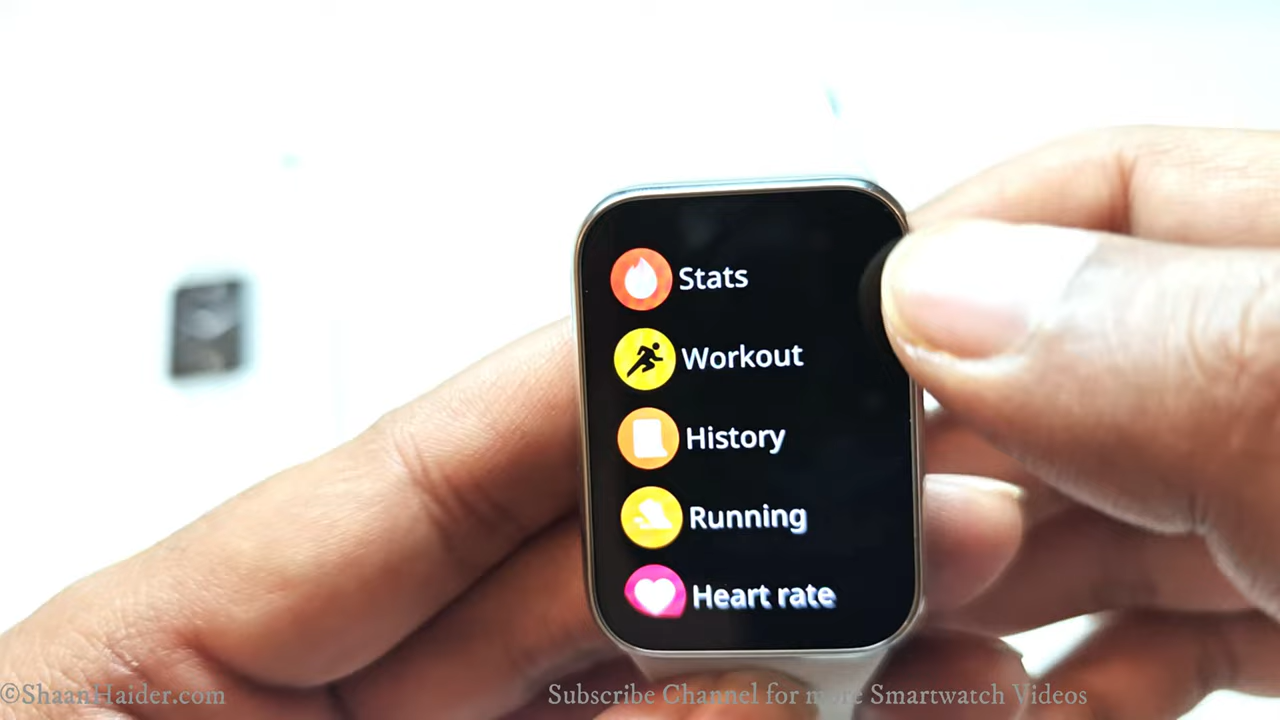 Stats
Workout
History
Running
Heart rate
©ShaanHaider.com
Subscribe Channel for more Smartwatch Videos